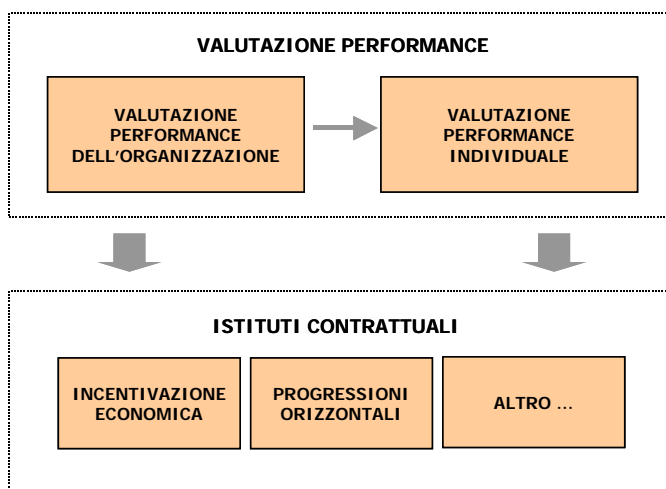 VALUTAZIONE PERFORMANCE
VALUTAZIONE
PERFORMANCE
DELL'ORGANIZZAZIONE
VALUTAZIONE
PERFORMANCE
INDIVIDUALE
ISTITUTI CONTRATTUALI
INCENTIVAZIONE
ECONOMICA
PROGRESSIONI
ORIZZONTALI
ALTRO ...